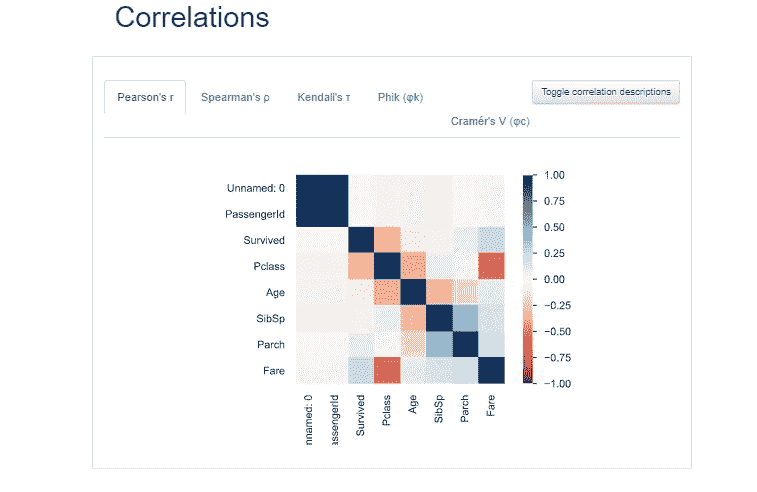 Correlations
Pearson's r Spearman's ρ Kendall's τ Phik (φk) Toggle correlation descriptions
Cramér's V (φc)
Unnamed: 0
PassengerId
Survived
Pclass
Age
SibSp
Parch
Fare
1.00
0.75
0.50
0.25
0.00
−0.25
−0.50
−0.75
−1.00
nnamed: 0
assengerId
Survived
Pclass
Age
SibSp
Parch
Fare